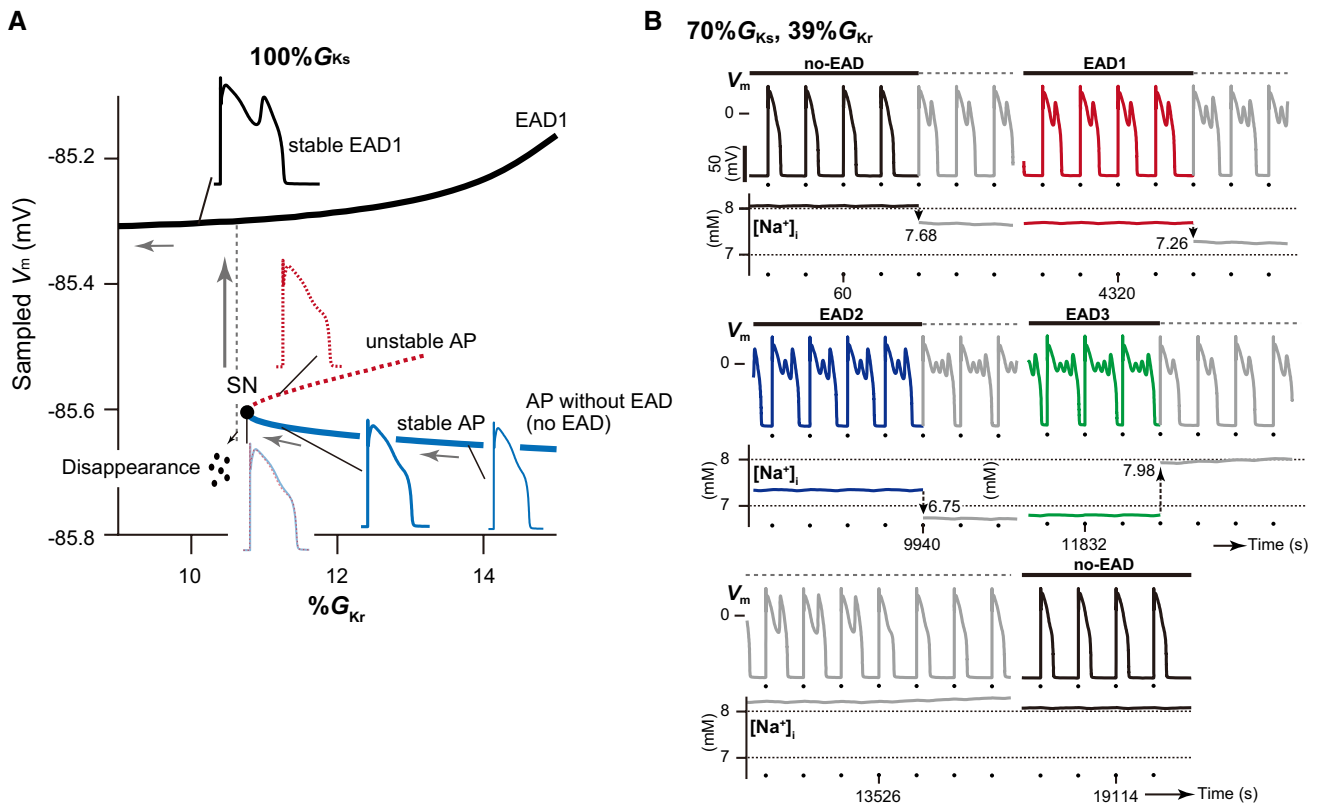 A
100%GKs
Sampled Vm (mV)
-85.2
-85.4
-85.6
-85.8
stable EAD1
EAD1
unstable AP
SN
AP without EAD
(no EAD)
stable AP
Disappearance
10
12
14
%GKr
B
70%GKs, 39%GKr
no-EAD
EAD1
Vm
0
50
(mV)
8
7
(mM)
[Na+]i
7.68
7.26
60
4320
EAD2
EAD3
Vm
0
8
7
(mM)
[Na+]i
(mM)
6.75
7.98
9940
11832
Time (s)
no-EAD
Vm
0
8
7
(mM)
[Na+]i
13526
19114
Time (s)